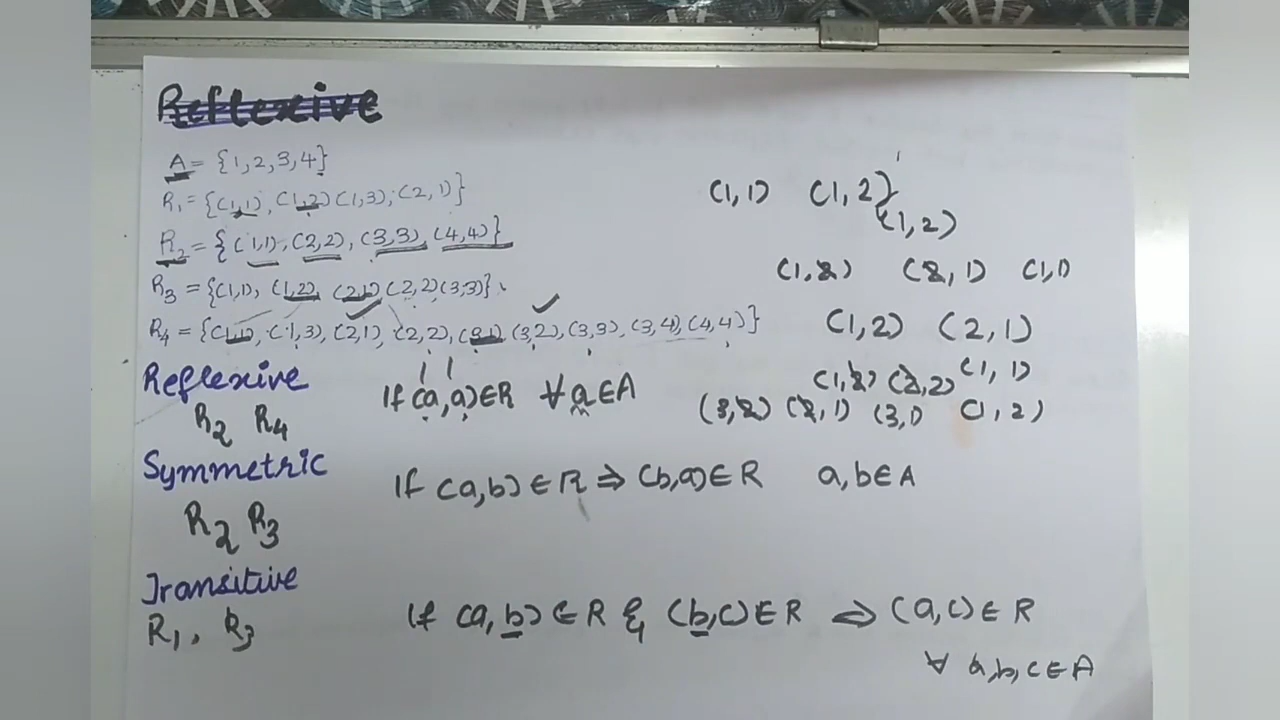 Reflexive
A = {1,2,3,4}
R1 = {(1,1), (1,2) (1,3), (2,1)}
R2 = {(1,1), (2,2), (3,3), (4,4)}
R3 = {(1,1), (1,2), (2,1) (2,2) (3,3)}
R4 = {(1,1), (1,3), (2,1), (2,2), (3,1) (3,2), (3,3), (3,4), (4,4)}
(1,1) (1,2}
(1,2)
(1,2) (2,1) (1,1)
(1,2) (2,1)
(1,2) (2,2) (1,1)
(3,2) (2,1) (3,1) (1,2)
Reflexive If (a,a) ∈ R ∀ a ∈ A
R2 R4
Symmetric If (a,b) ∈ R ⇒ (b,a) ∈ R a,b ∈ A
R2 R3
Transitive If (a,b) ∈ R & (b,c) ∈ R ⇒ (a,c) ∈ R
R1, R3
∀ a,b,c ∈ A